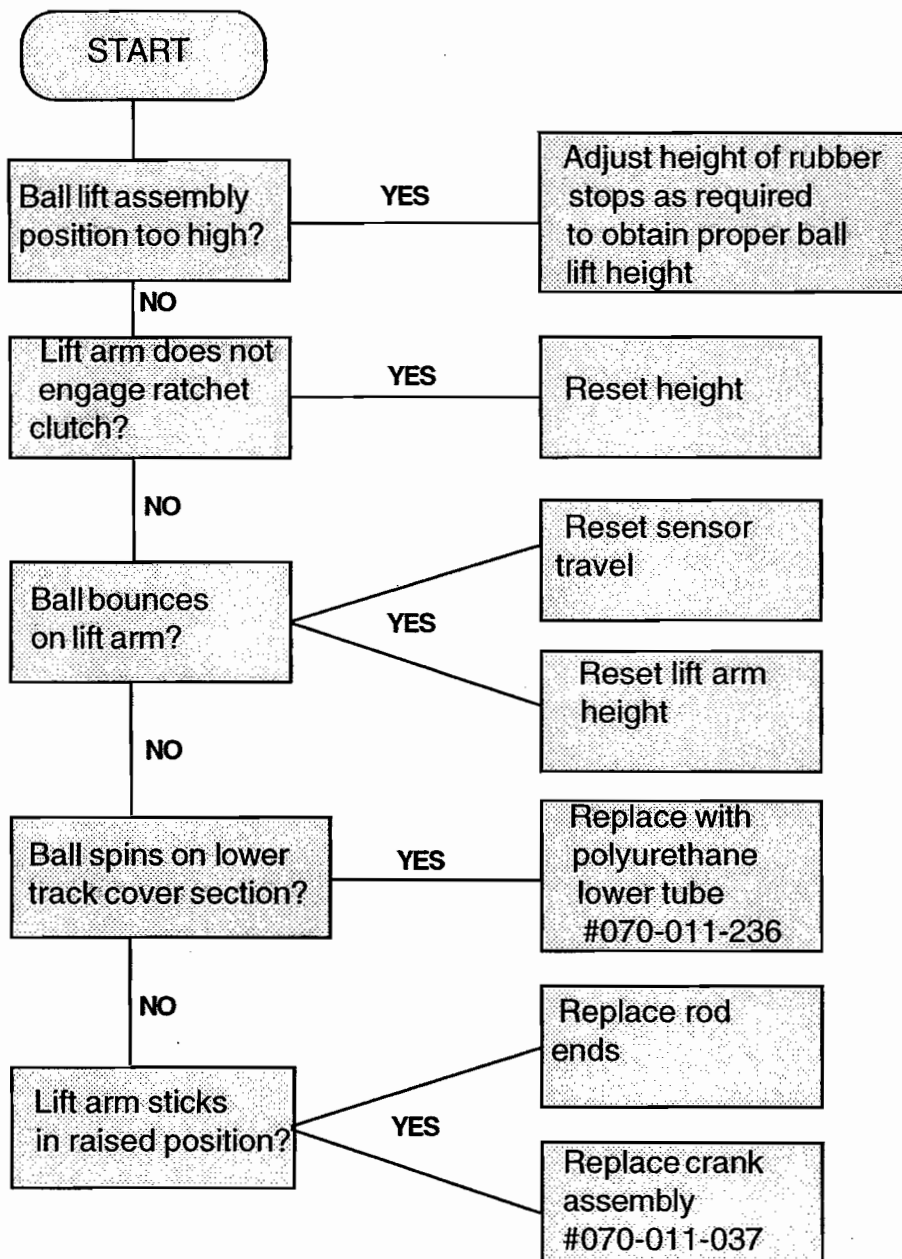 START
Ball lift assembly
position too high?
YES
Adjust height of rubber
stops as required
to obtain proper ball
lift height
NO
Lift arm does not
engage ratchet
clutch?
YES
Reset height
NO
Ball bounces
on lift arm?
YES
Reset sensor
travel
Reset lift arm
height
NO
Ball spins on lower
track cover section?
YES
Replace with
polyurethane
lower tube
#070-011-236
NO
Lift arm sticks
in raised position?
YES
Replace rod
ends
Replace crank
assembly
#070-011-037